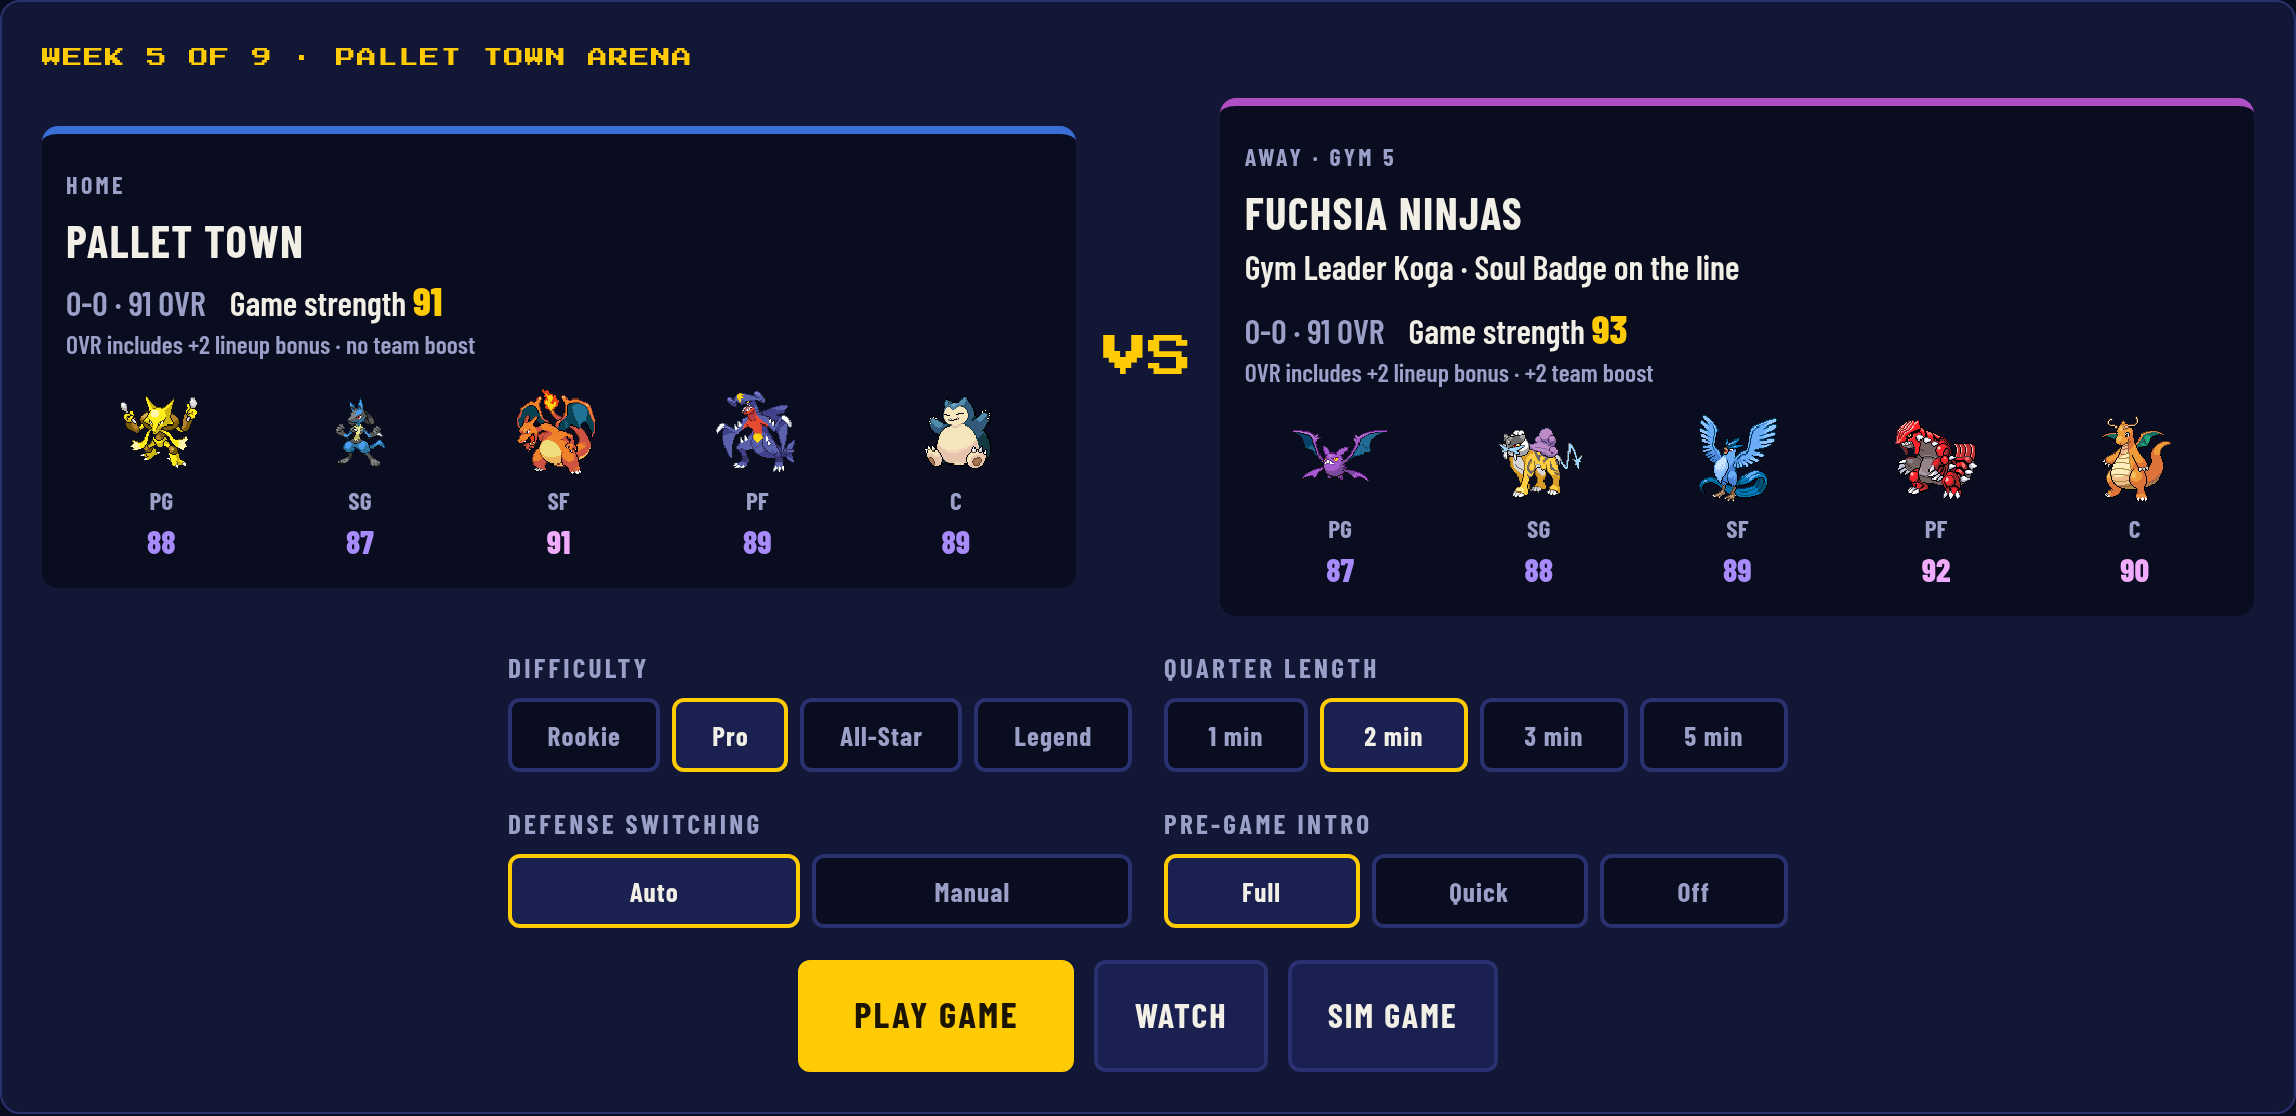 WEEK 5 OF 9 · PALLET TOWN ARENA
HOME
PALLET TOWN
0-0 · 91 OVR Game strength 91
OVR includes +2 lineup bonus · no team boost
PG SG SF PF C
88 87 91 89 89
VS
AWAY · GYM 5
FUCHSIA NINJAS
Gym Leader Koga · Soul Badge on the line
0-0 · 91 OVR Game strength 93
OVR includes +2 lineup bonus · +2 team boost
PG SG SF PF C
87 88 89 92 90
DIFFICULTY
Rookie Pro All-Star Legend
QUARTER LENGTH
1 min 2 min 3 min 5 min
DEFENSE SWITCHING
Auto Manual
PRE-GAME INTRO
Full Quick Off
PLAY GAME WATCH SIM GAME